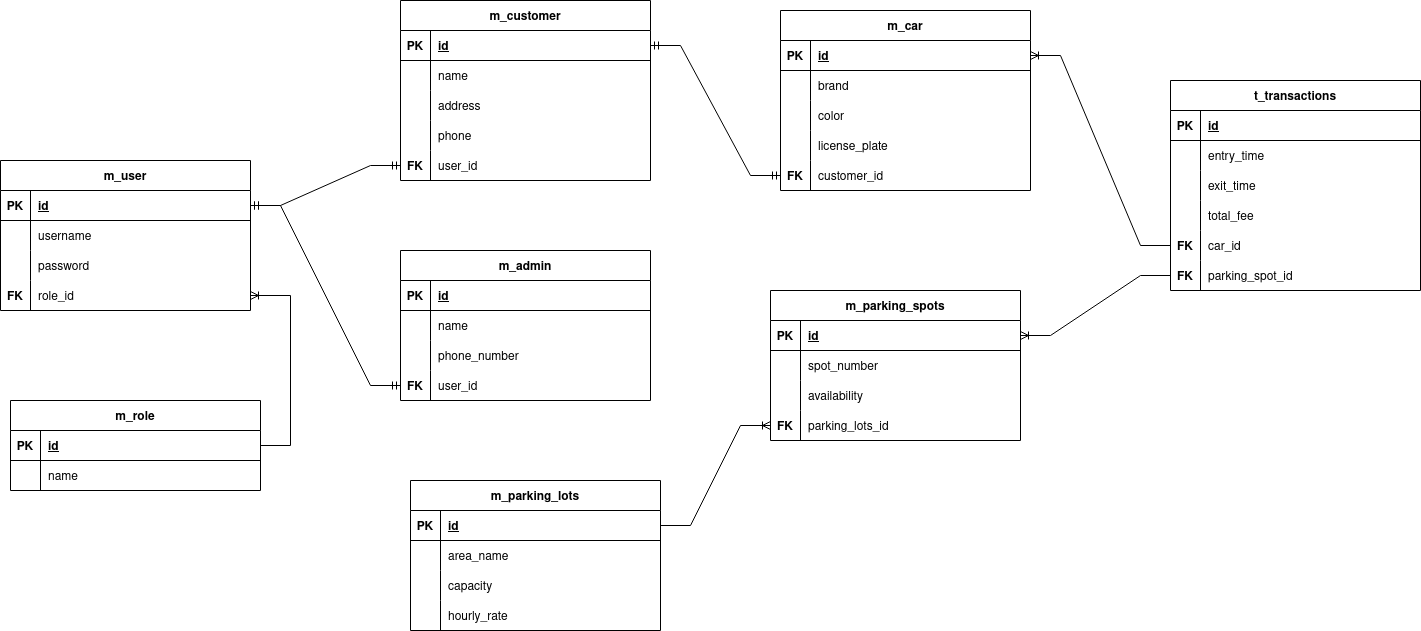 m_customer
PK id
name
address
phone
FK user_id
m_car
PK id
brand
color
license_plate
FK customer_id
t_transactions
PK id
entry_time
exit_time
total_fee
FK car_id
FK parking_spot_id
m_user
PK id
username
password
FK role_id
m_admin
PK id
name
phone_number
FK user_id
m_parking_spots
PK id
spot_number
availability
FK parking_lots_id
m_role
PK id
name
m_parking_lots
PK id
area_name
capacity
hourly_rate